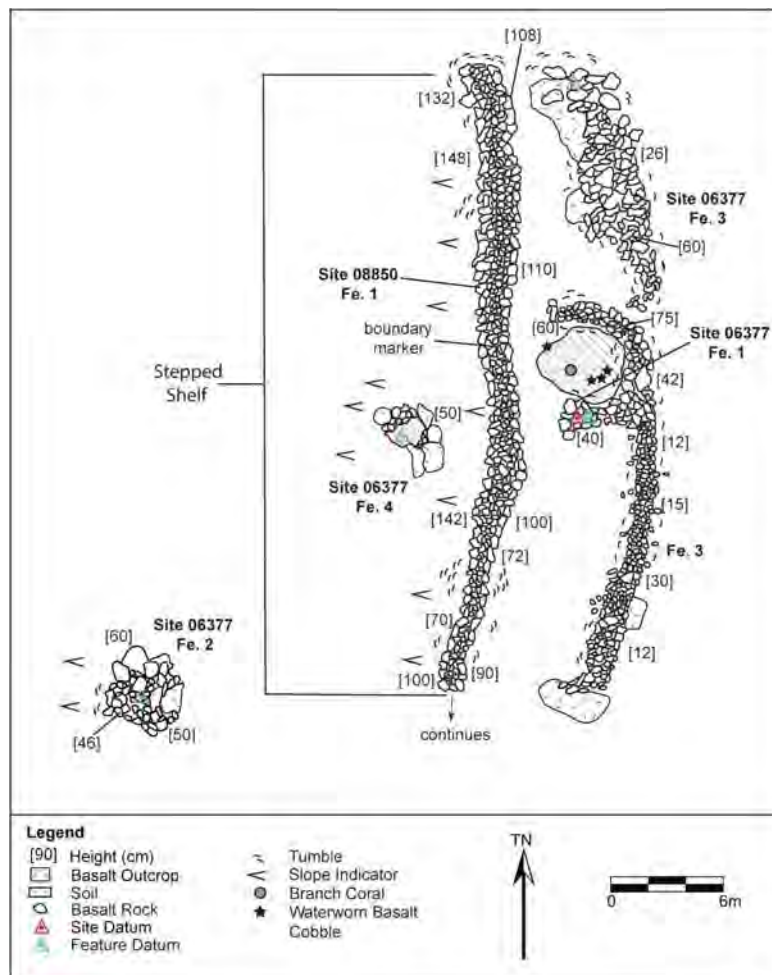 [108]
[132]
[148]
[26]
Site 06377
Fe. 3
[60]
Site 08850
Fe. 1
[110]
boundary
marker
[60]
[75]
Site 06377
Fe. 1
[42]
Stepped
Shelf
[50]
[40]
[12]
Site 06377
Fe. 4
[15]
[142]
[100]
[72]
Fe. 3
[30]
[70]
[12]
[60]
Site 06377
Fe. 2
[100]
[90]
[46]
[50]
continues
Legend
[90] Height (cm)
Basalt Outcrop
Soil
Basalt Rock
Site Datum
Feature Datum
Tumble
Slope Indicator
Branch Coral
Waterworn Basalt
Cobble
TN
0
6m